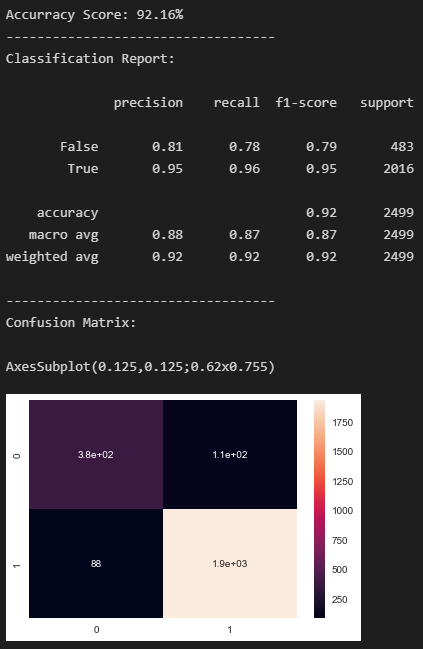 Accurracy Score: 92.16%
-----------------------------------
Classification Report:
precision recall f1-score support
False 0.81 0.78 0.79 483
True 0.95 0.96 0.95 2016
accuracy 0.92 2499
macro avg 0.88 0.87 0.87 2499
weighted avg 0.92 0.92 0.92 2499
-----------------------------------
Confusion Matrix:
AxesSubplot(0.125,0.125;0.62x0.755)
1750
0 3.8e+02 1.1e+02
1500
1250
1000
750
1 88 1.9e+03
500
250
0 1